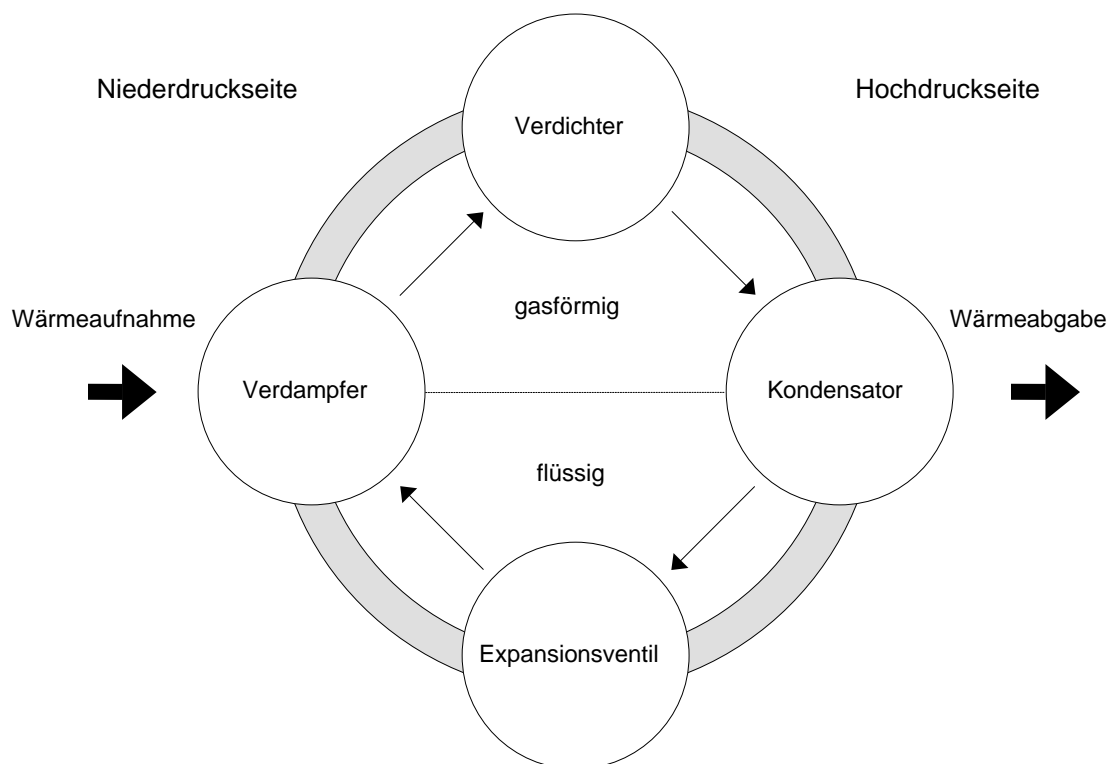 Niederdruckseite
Hochdruckseite
Verdichter
gasförmig
Wärmeaufnahme
Wärmeabgabe
Verdampfer
Kondensator
flüssig
Expansionsventil